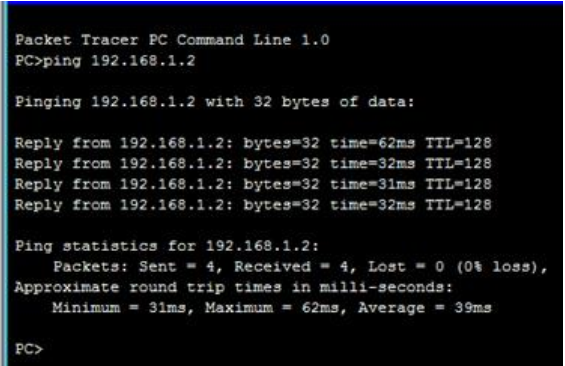 Packet Tracer PC Command Line 1.0
PC>ping 192.168.1.2
Pinging 192.168.1.2 with 32 bytes of data:
Reply from 192.168.1.2: bytes=32 time=62ms TTL=128
Reply from 192.168.1.2: bytes=32 time=32ms TTL=128
Reply from 192.168.1.2: bytes=32 time=31ms TTL=128
Reply from 192.168.1.2: bytes=32 time=32ms TTL=128
Ping statistics for 192.168.1.2:
Packets: Sent = 4, Received = 4, Lost = 0 (0% loss),
Approximate round trip times in milli-seconds:
Minimum = 31ms, Maximum = 62ms, Average = 39ms
PC>